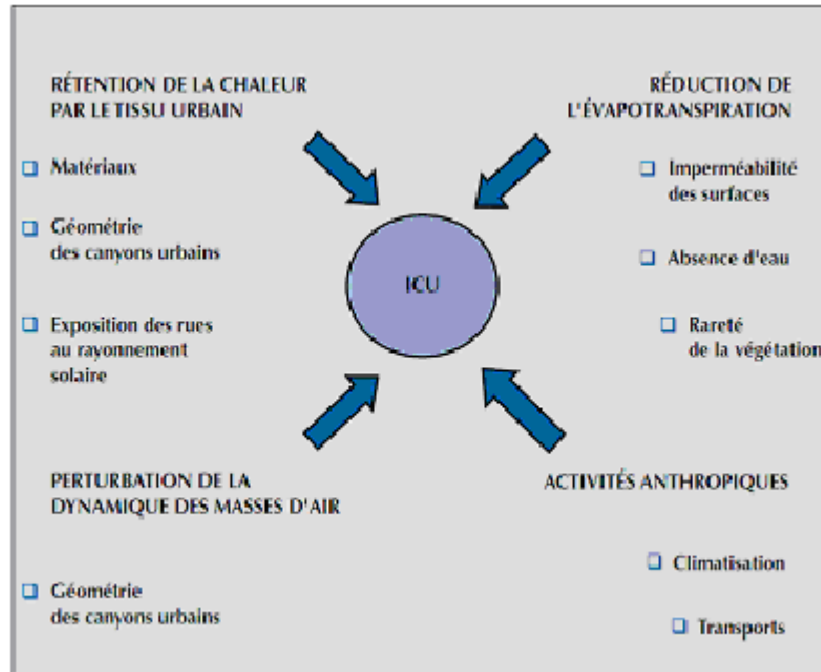 RÉTENTION DE LA CHALEUR
PAR LE TISSU URBAIN
Matériaux
Géométrie
des canyons urbains
Exposition des rues
au rayonnement
solaire
RÉDUCTION DE
L'ÉVAPOTRANSPIRATION
Imperméabilité
des surfaces
Absence d'eau
Rareté
de la végétation
ICU
PERTURBATION DE LA
DYNAMIQUE DES MASSES D'AIR
Géométrie
des canyons urbains
ACTIVITÉS ANTHROPIQUES
Climatisation
Transports